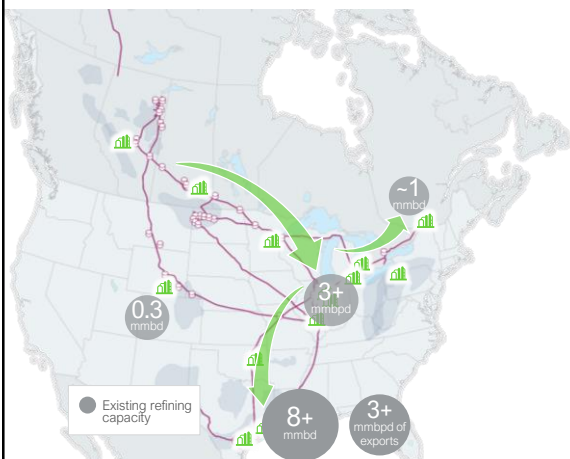 ~1
mmbd
3+
mmbpd
0.3
mmbd
Existing refining
capacity
8+
mmbd
3+
mmbpd of
exports